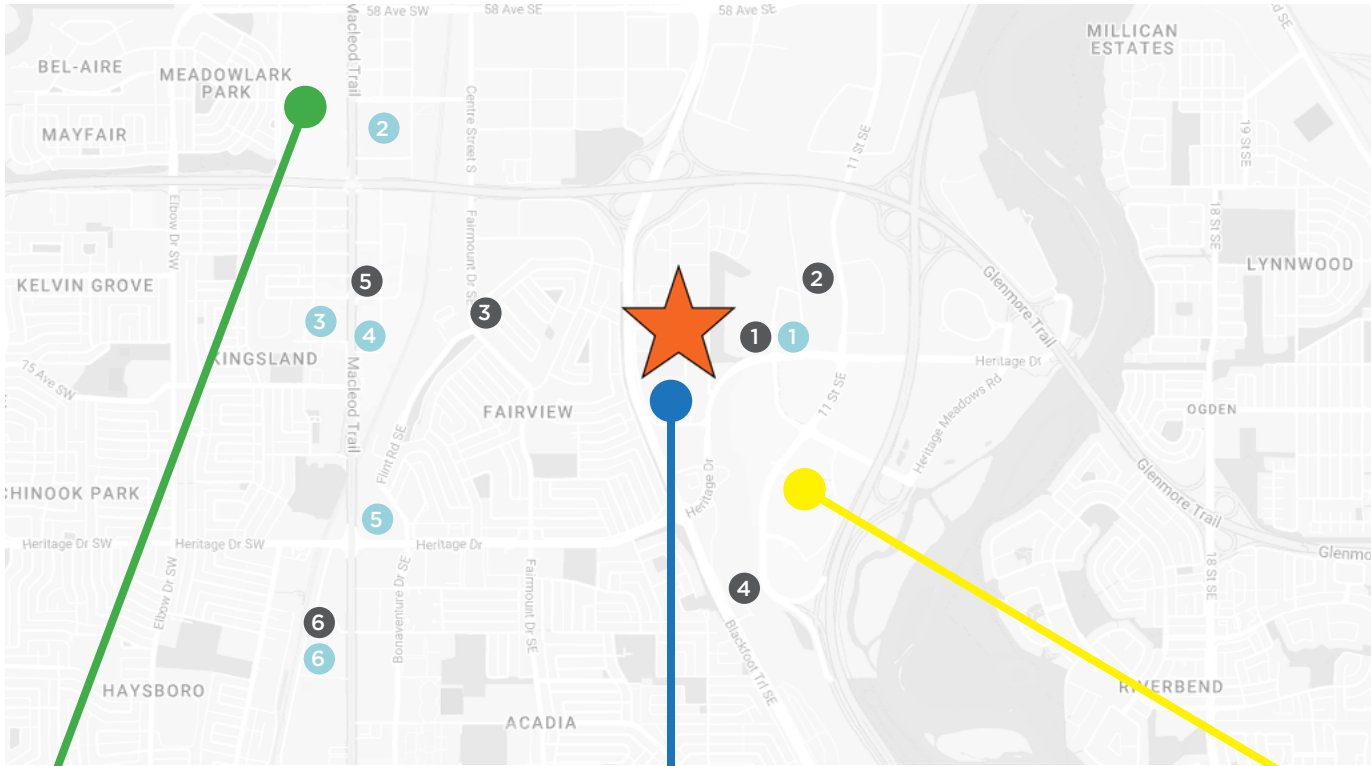 58 Ave SW
58 Ave SE
58 Ave SE
MILLICAN
ESTATES
SE
BEL-AIRE
MEADOWLARK
PARK
Macleod Trail
MAYFAIR
2
Centre Street S
11 St SE
19 St SE
Elbow Dr SW
Fairmount Dr SE
18 St SE
KELVIN GROVE
5
2
LYNNWOOD
Glenmore Trail
3
3
4
1
1
KINGSLAND
Heritage Dr
75 Ave SW
Macleod Trail
11 St SE
Heritage Meadows Rd
FAIRVIEW
OGDEN
Flint Rd SE
CHINOOK PARK
Heritage Dr
Glenmore Trail
5
Heritage Dr SW
Heritage Dr SW
Heritage Dr
Glenmo
Elbow Dr SW
Bonaventure Dr SE
Fairmount Dr SE
18 St SE
4
6
Blackfoot Trl SE
6
HAYSBORO
RIVERBEND
ACADIA